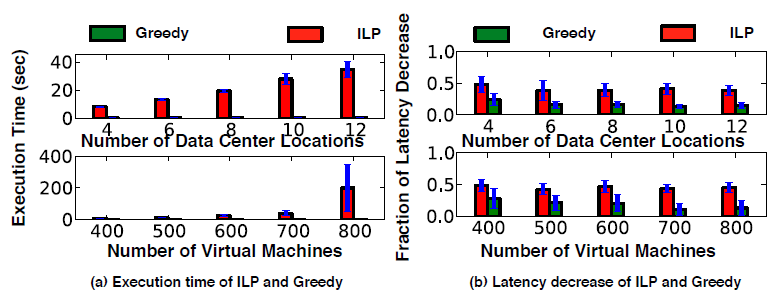 Greedy ILP
Execution Time (sec)
40
20
0
4 6 8 10 12
Number of Data Center Locations
400
200
0
400 500 600 700 800
Number of Virtual Machines
(a) Execution time of ILP and Greedy
Greedy ILP
Fraction of Latency Decrease
1.0
0.5
0.0
4 6 8 10 12
Number of Data Center Locations
1.0
0.5
0.0
400 500 600 700 800
Number of Virtual Machines
(b) Latency decrease of ILP and Greedy